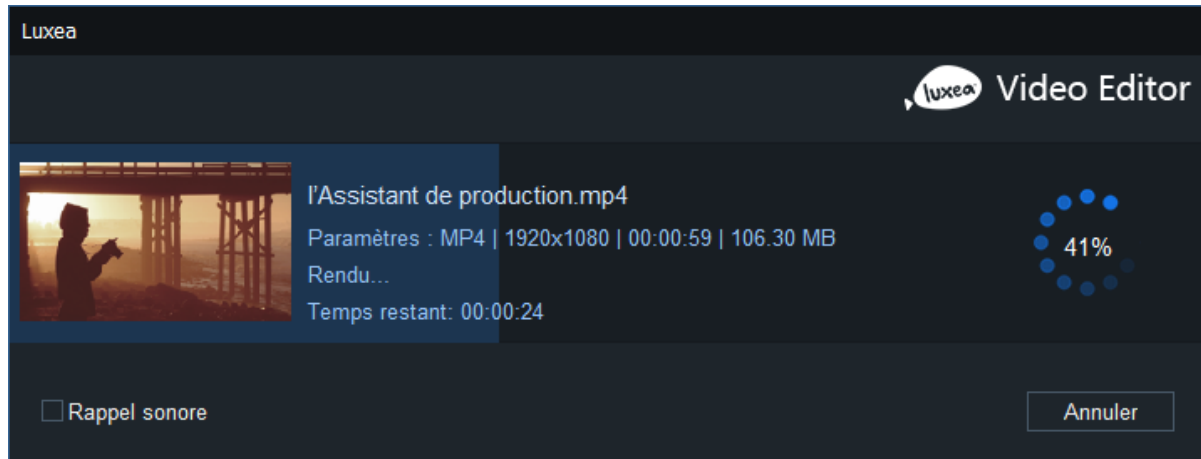 Luxea
luxea Video Editor
l'Assistant de production.mp4
Paramètres : MP4 | 1920x1080 | 00:00:59 | 106.30 MB
Rendu...
41%
Temps restant: 00:00:24
Rappel sonore
Annuler